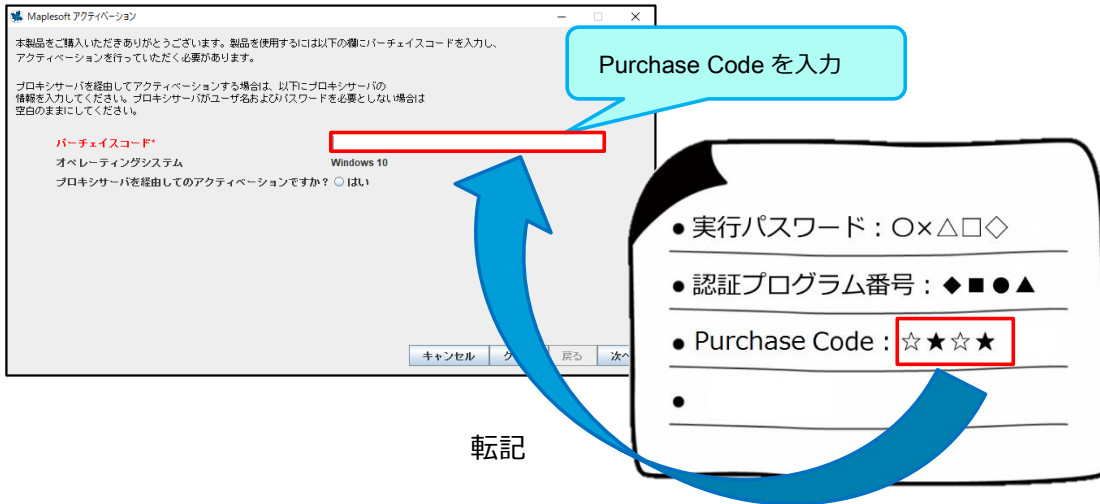 Maplesoft アクティベーション
本製品をご購入いただきありがとうございます。製品を使用するには以下の欄にパーチェイスコードを入力し、
アクティベーションを行っていただく必要があります。
プロキシサーバを経由してアクティベーションする場合は、以下にプロキシサーバの
情報を入力してください。プロキシサーバがユーザ名およびパスワードを必要としない場合は
空白のままにしてください。
パーチェイスコード*
オペレーティングシステム Windows 10
プロキシサーバを経由してのアクティベーションですか? はい
キャンセル
戻る
Purchase Code を入力
● 実行パスワード：○×△□◇
● 認証プログラム番号：◆■●▲
● Purchase Code：☆★☆★
●
転記